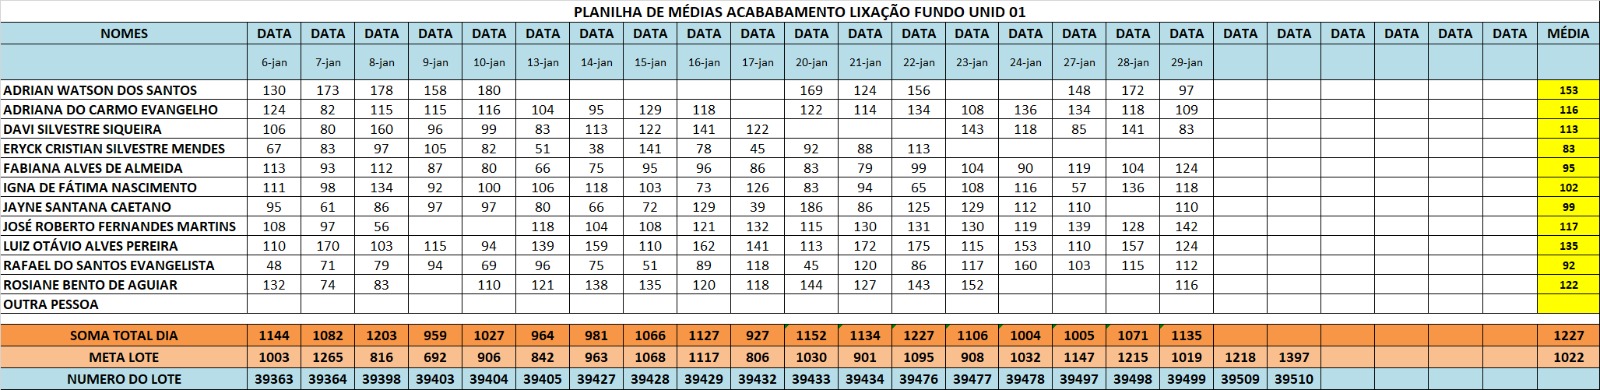 PLANILHA DE MÉDIAS ACABABAMENTO LIXAÇÃO FUNDO UNID 01
NOMES DATA DATA DATA DATA DATA DATA DATA DATA DATA DATA DATA DATA DATA DATA DATA DATA DATA DATA DATA DATA DATA DATA DATA DATA MÉDIA
6-jan 7-jan 8-jan 9-jan 10-jan 13-jan 14-jan 15-jan 16-jan 17-jan 20-jan 21-jan 22-jan 23-jan 24-jan 27-jan 28-jan 29-jan
ADRIAN WATSON DOS SANTOS 130 173 178 158 180 169 124 156 148 172 97 153
ADRIANA DO CARMO EVANGELHO 124 82 115 115 116 104 95 129 118 122 114 134 108 136 134 118 109 116
DAVI SILVESTRE SIQUEIRA 106 80 160 96 99 83 113 122 141 122 143 118 85 141 83 113
ERYCK CRISTIAN SILVESTRE MENDES 67 83 97 105 82 51 38 141 78 45 92 88 113 83
FABIANA ALVES DE ALMEIDA 113 93 112 87 80 66 75 95 96 86 83 79 99 104 90 119 104 124 95
IGNA DE FÁTIMA NASCIMENTO 111 98 134 92 100 106 118 103 73 126 83 94 65 108 116 57 136 118 102
JAYNE SANTANA CAETANO 95 61 86 97 97 80 66 72 129 39 186 86 125 129 112 110 110 99
JOSÉ ROBERTO FERNANDES MARTINS 108 97 56 118 104 108 121 132 115 130 131 130 119 139 128 142 117
LUIZ OTÁVIO ALVES PEREIRA 110 170 103 115 94 139 159 110 162 141 113 172 175 115 153 110 157 124 135
RAFAEL DO SANTOS EVANGELISTA 48 71 79 94 69 96 75 51 89 118 45 120 86 117 160 103 115 112 92
ROSIANE BENTO DE AGUIAR 132 74 83 110 121 138 135 120 118 144 127 143 152 116 122
OUTRA PESSOA
SOMA TOTAL DIA 1144 1082 1203 959 1027 964 981 1066 1127 927 1152 1134 1227 1106 1004 1005 1071 1135 1227
META LOTE 1003 1265 816 692 906 842 963 1068 1117 806 1030 901 1095 908 1032 1147 1215 1019 1218 1397 1022
NUMERO DO LOTE 39363 39364 39398 39403 39404 39405 39427 39428 39429 39432 39433 39434 39476 39477 39478 39497 39498 39499 39509 39510